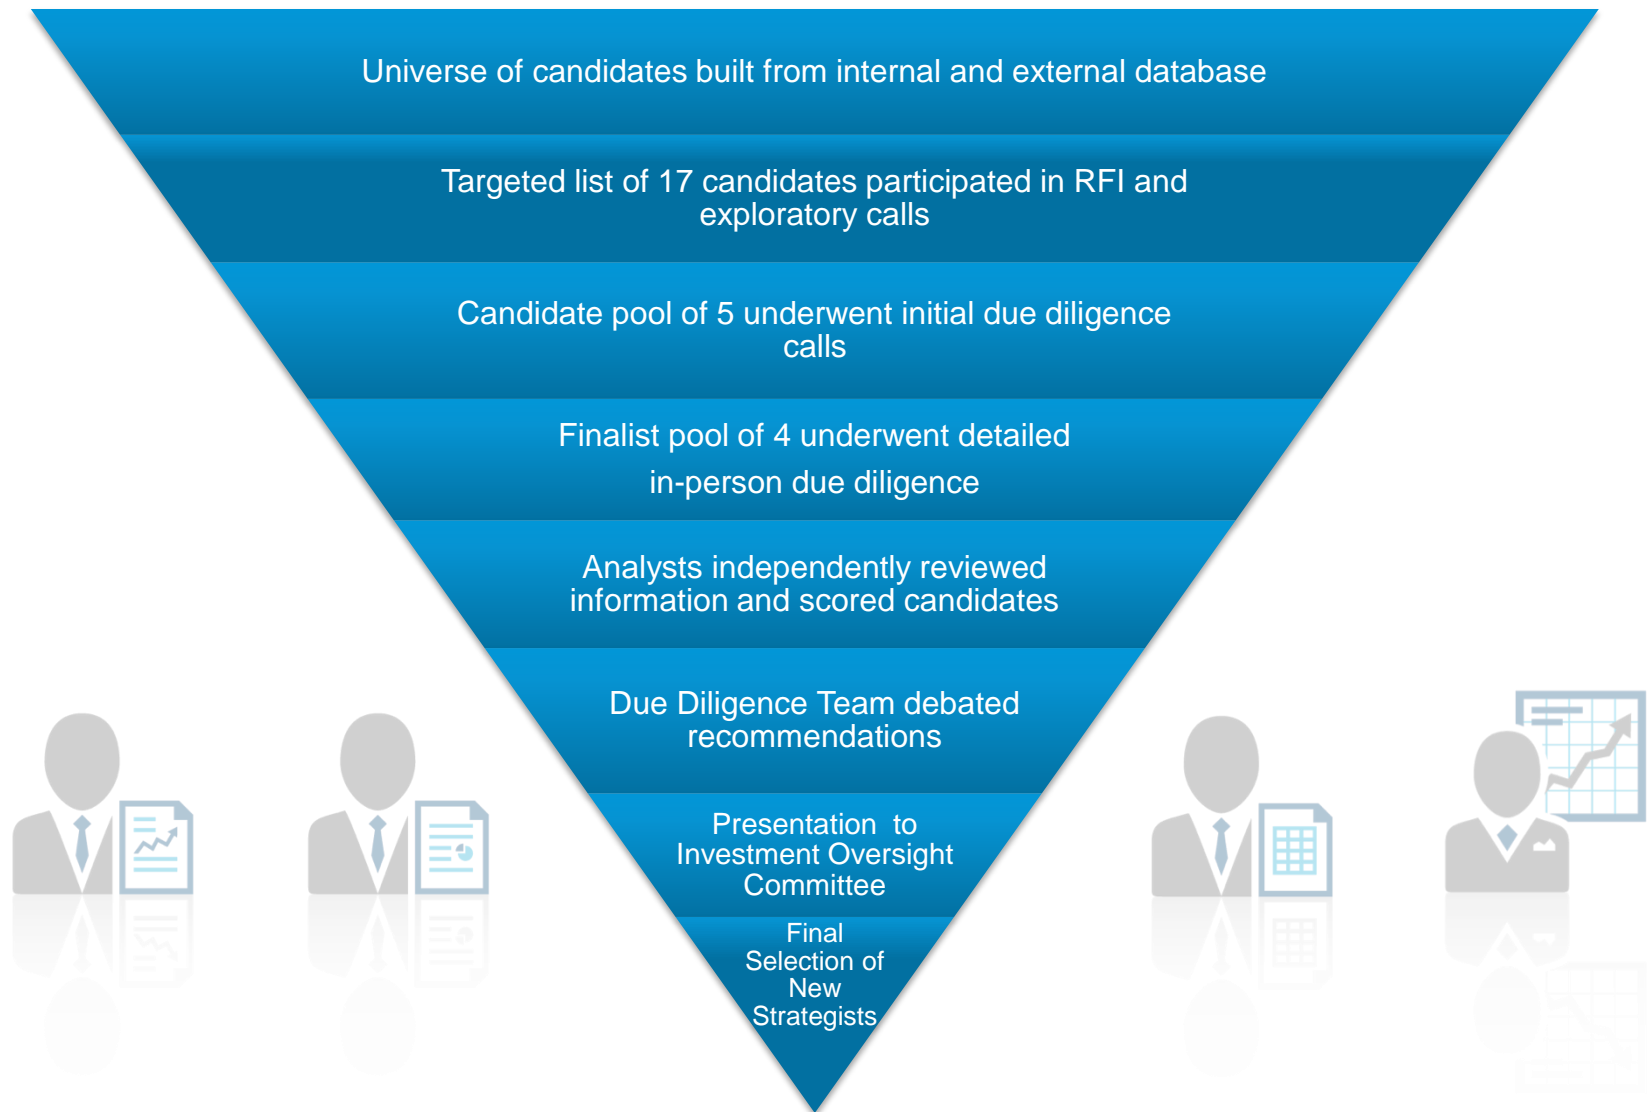 Universe of candidates built from internal and external database
Targeted list of 17 candidates participated in RFI and
exploratory calls
Candidate pool of 5 underwent initial due diligence
calls
Finalist pool of 4 underwent detailed
in-person due diligence
Analysts independently reviewed
information and scored candidates
Due Diligence Team debated
recommendations
Presentation  to
Investment Oversight
Committee
Final
Selection of
New
Strategists